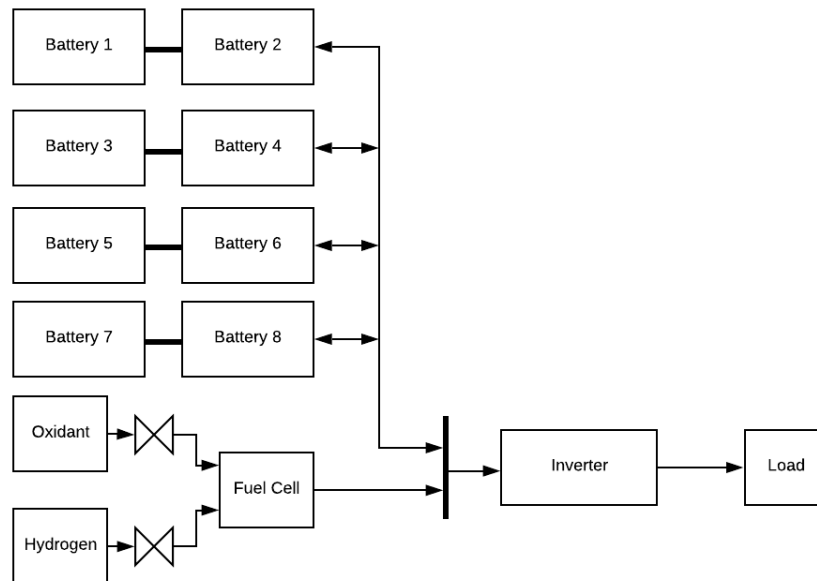 Battery 1
Battery 2
Battery 3
Battery 4
Battery 5
Battery 6
Battery 7
Battery 8
Oxidant
Fuel Cell
Inverter
Load
Hydrogen